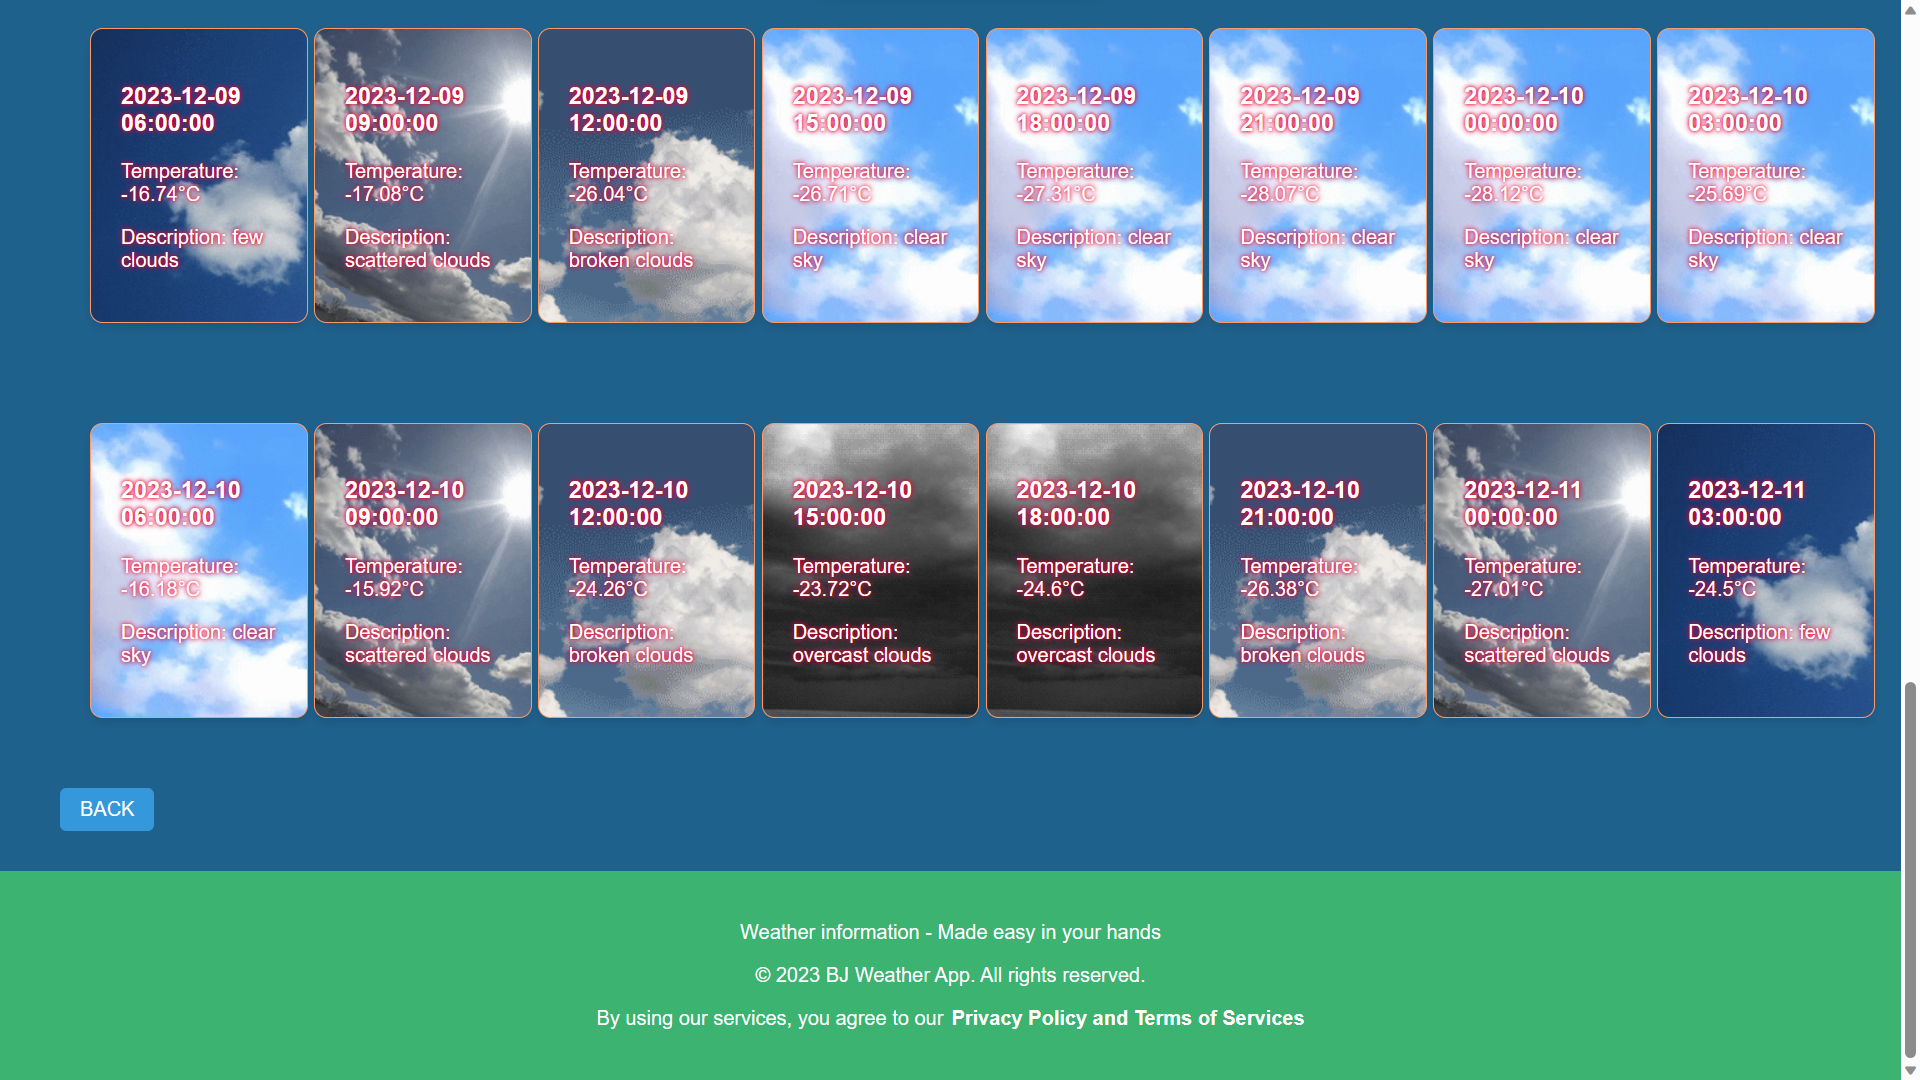 2023-12-09
06:00:00
Temperature:
-16.74°C
Description: few
clouds
2023-12-09
09:00:00
Temperature:
-17.08°C
Description:
scattered clouds
2023-12-09
12:00:00
Temperature:
-26.04°C
Description:
broken clouds
2023-12-09
15:00:00
Temperature:
-26.71°C
Description: clear
sky
2023-12-09
18:00:00
Temperature:
-27.31°C
Description: clear
sky
2023-12-09
21:00:00
Temperature:
-28.07°C
Description: clear
sky
2023-12-10
00:00:00
Temperature:
-28.12°C
Description: clear
sky
2023-12-10
03:00:00
Temperature:
-25.69°C
Description: clear
sky
2023-12-10
06:00:00
Temperature:
-16.18°C
Description: clear
sky
2023-12-10
09:00:00
Temperature:
-15.92°C
Description:
scattered clouds
2023-12-10
12:00:00
Temperature:
-24.26°C
Description:
broken clouds
2023-12-10
15:00:00
Temperature:
-23.72°C
Description:
overcast clouds
2023-12-10
18:00:00
Temperature:
-24.6°C
Description:
overcast clouds
2023-12-10
21:00:00
Temperature:
-26.38°C
Description:
broken clouds
2023-12-11
00:00:00
Temperature:
-27.01°C
Description:
scattered clouds
2023-12-11
03:00:00
Temperature:
-24.5°C
Description: few
clouds
BACK
Weather information - Made easy in your hands
© 2023 BJ Weather App. All rights reserved.
By using our services, you agree to our Privacy Policy and Terms of Services